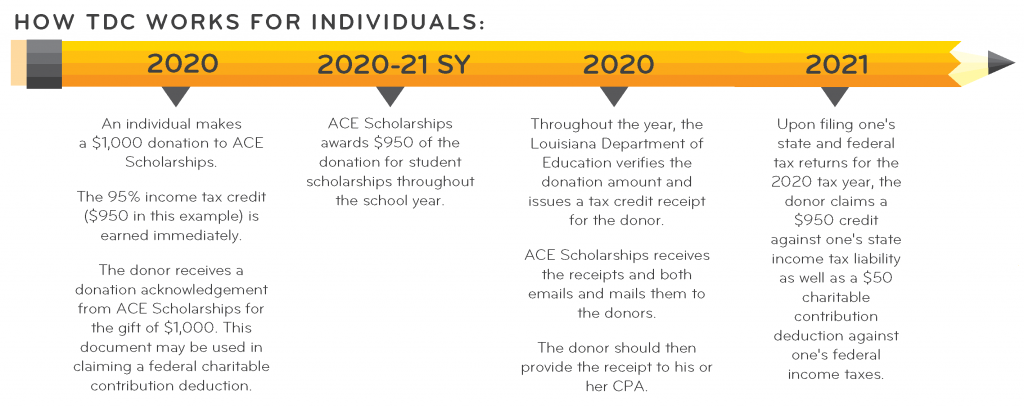 HOW TDC WORKS FOR INDIVIDUALS:
2020
An individual makes
a $1,000 donation to ACE
Scholarships.
The 95% income tax credit
($950 in this example) is
earned immediately.
The donor receives a
donation acknowledgement
from ACE Scholarships for
the gift of $1,000. This
document may be used in
claiming a federal charitable
contribution deduction.
2020-21 SY
ACE Scholarships
awards $950 of the
donation for student
scholarships throughout
the school year.
2020
Throughout the year, the
Louisiana Department of
Education verifies the
donation amount and
issues a tax credit receipt
for the donor.
ACE Scholarships receives
the receipts and both
emails and mails them to
the donors.
The donor should then
provide the receipt to his or
her CPA.
2021
Upon filing one's
state and federal
tax returns for the
2020 tax year, the
donor claims a
$950 credit
against one's state
income tax liability
as well as a $50
charitable
contribution
deduction against
one's federal
income taxes.